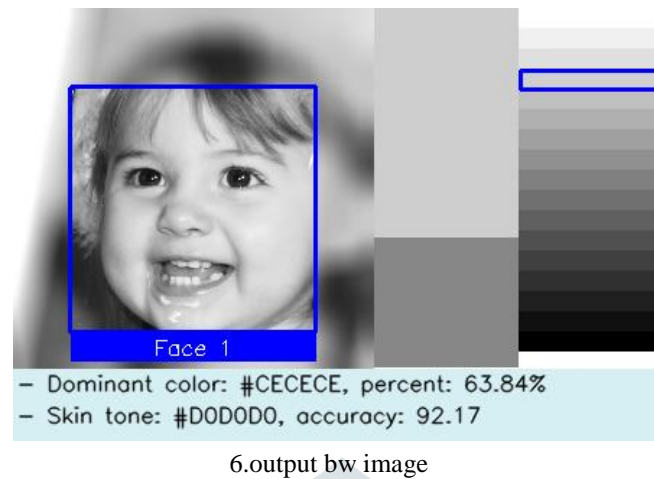 Face 1
- Dominant color: #CECECE, percent: 63.84%
- Skin tone: #D0D0D0, accuracy: 92.17
6.output bw image